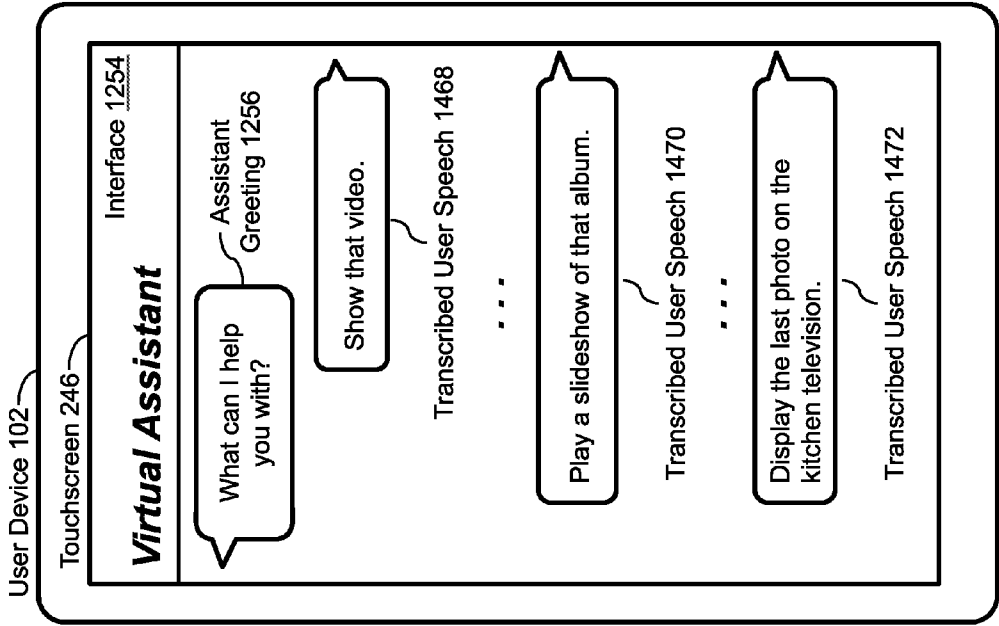 User Device 102
Touchscreen 246
Virtual Assistant
Interface 1254
What can I help
you with?
Assistant
Greeting 1256
Show that video.
Transcribed User Speech 1468
...
Play a slideshow of that album.
Transcribed User Speech 1470
...
Display the last photo on the
kitchen television.
Transcribed User Speech 1472